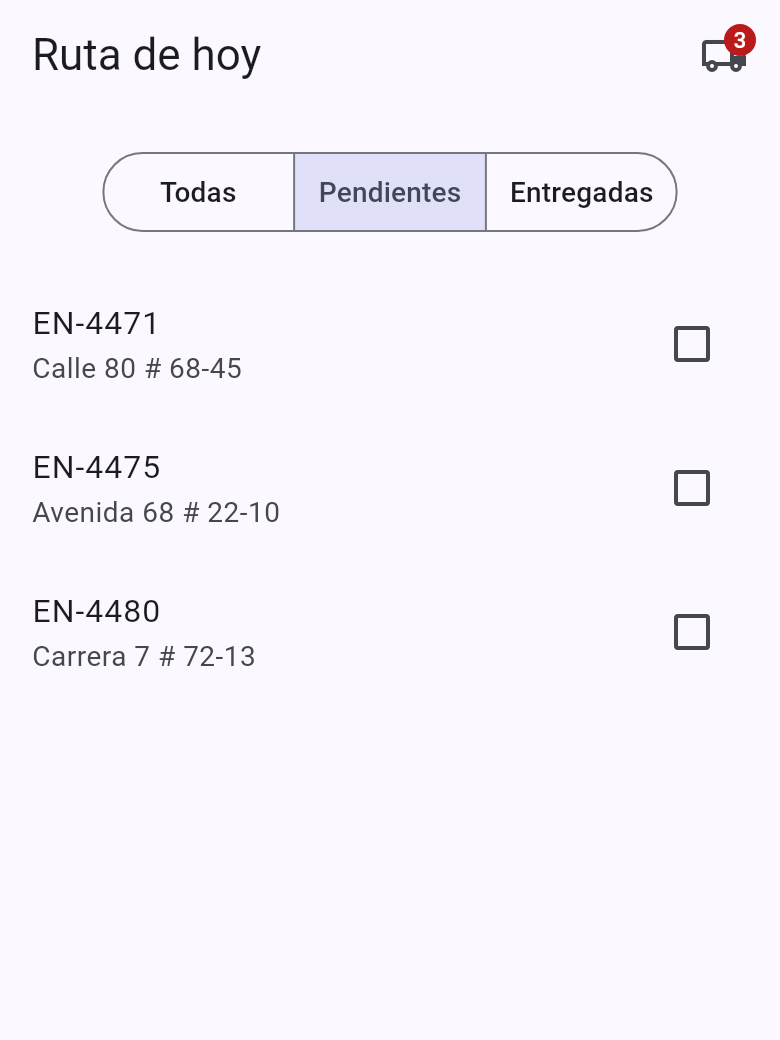 Ruta de hoy
3
Todas
Pendientes
Entregadas
EN-4471
Calle 80 # 68-45
EN-4475
Avenida 68 # 22-10
EN-4480
Carrera 7 # 72-13